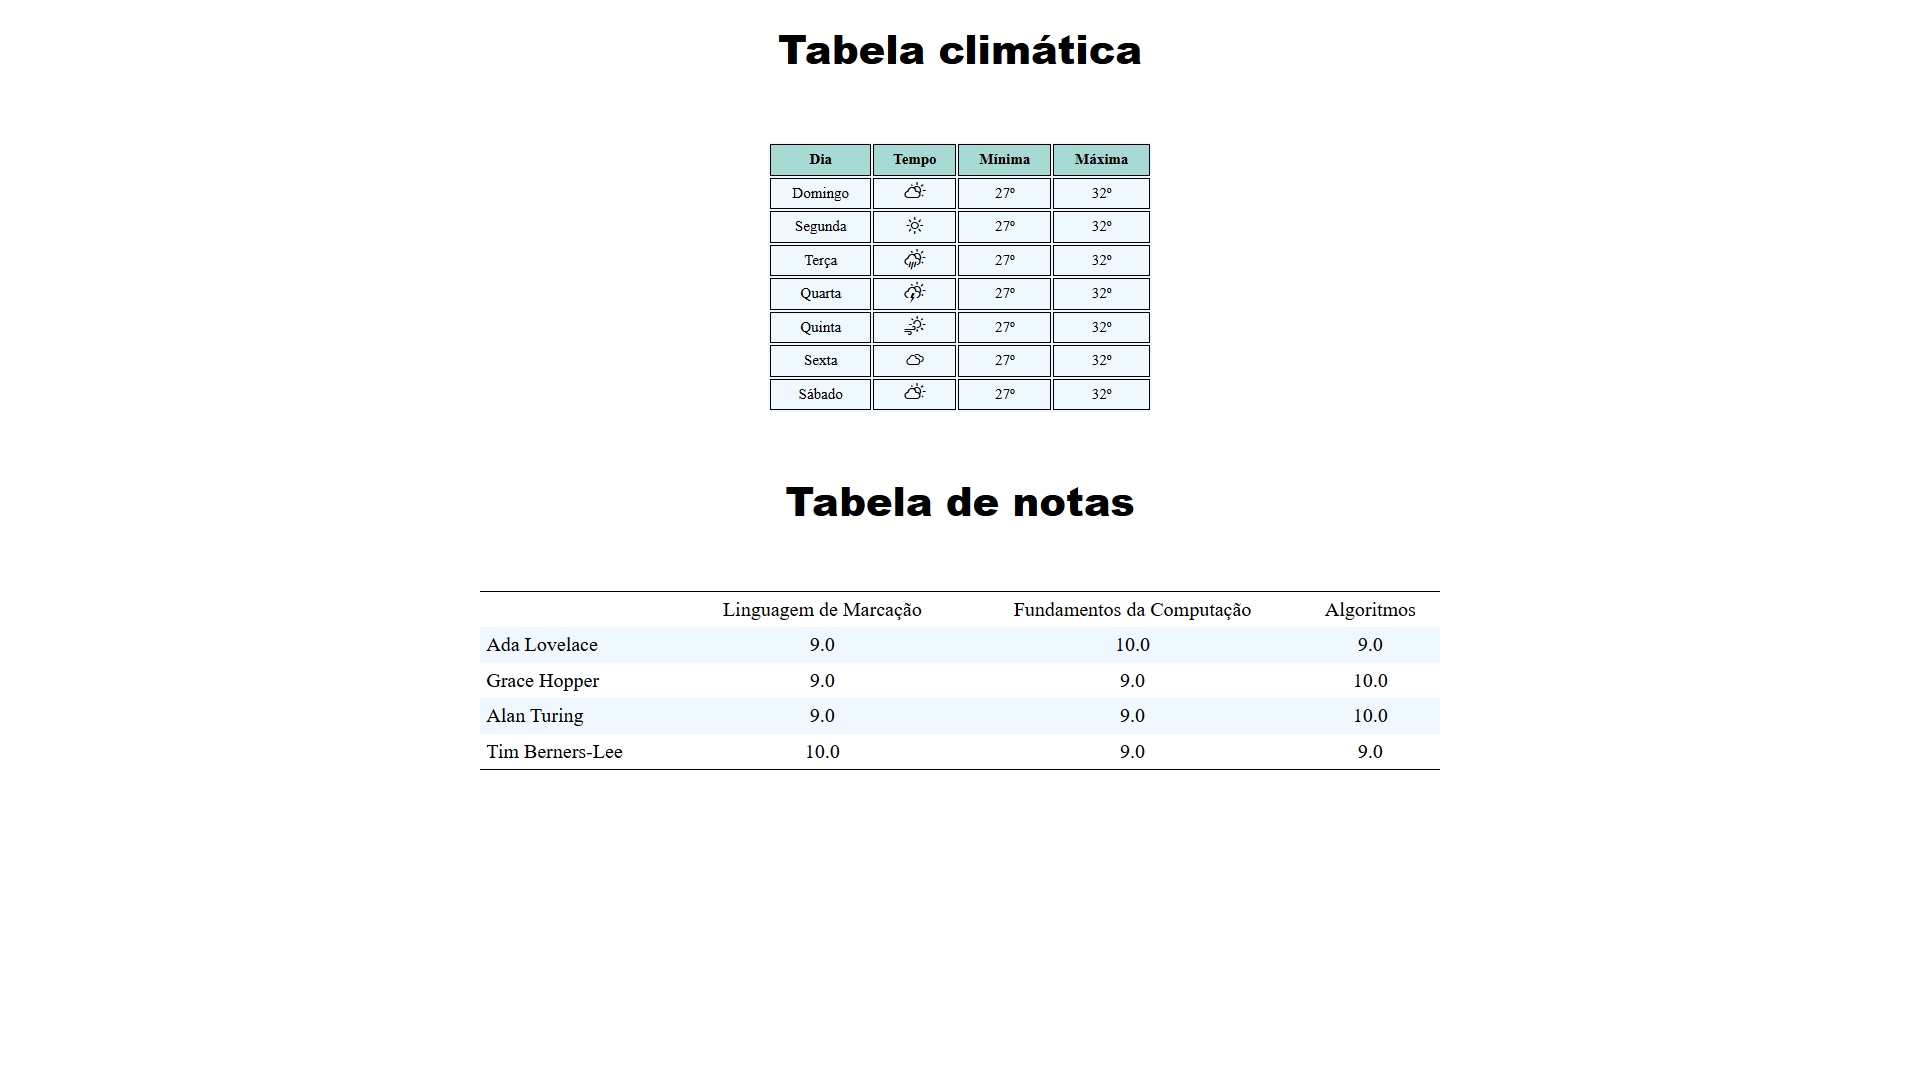 Tabela climática
Dia Tempo Mínima Máxima
Domingo 27º 32º
Segunda 27º 32º
Terça 27º 32º
Quarta 27º 32º
Quinta 27º 32º
Sexta 27º 32º
Sábado 27º 32º
Tabela de notas
Linguagem de Marcação Fundamentos da Computação Algoritmos
Ada Lovelace 9.0 10.0 9.0
Grace Hopper 9.0 9.0 10.0
Alan Turing 9.0 9.0 10.0
Tim Berners-Lee 10.0 9.0 9.0